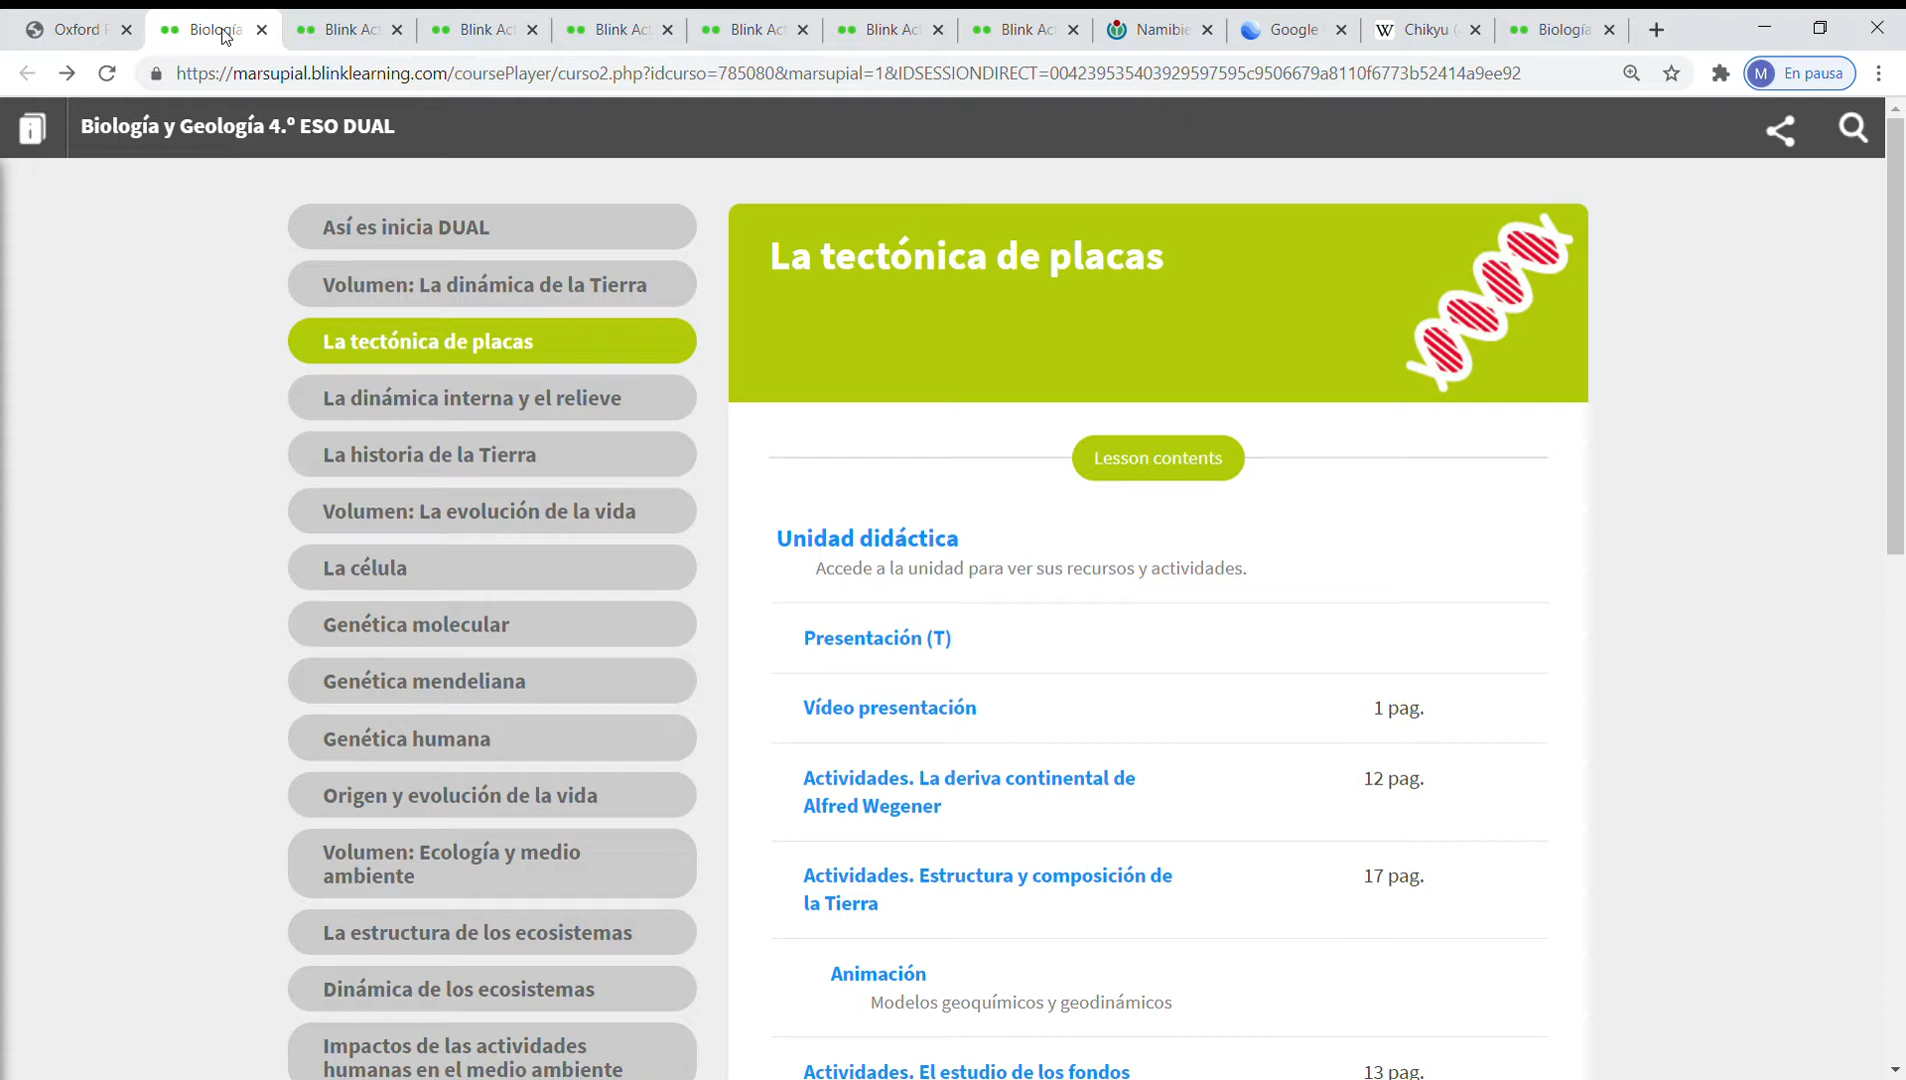 Oxford P
Biología
Blink Act
Blink Act
Blink Act
Blink Act
Blink Act
Blink Act
Namibie
Google
W
Chikyu (
Biología
https://marsupial.blinklearning.com/coursePlayer/curso2.php?idcurso=785080&marsupial=1&IDSESSIONDIRECT=004239535403929597595c9506679a8110f6773b52414a9ee92
M
En pausa
Biología y Geología 4.º ESO DUAL
Así es inicia DUAL
Volumen: La dinámica de la Tierra
La tectónica de placas
La dinámica interna y el relieve
La historia de la Tierra
Volumen: La evolución de la vida
La célula
Genética molecular
Genética mendeliana
Genética humana
Origen y evolución de la vida
Volumen: Ecología y medio
ambiente
La estructura de los ecosistemas
Dinámica de los ecosistemas
Impactos de las actividades
humanas en el medio ambiente
La tectónica de placas
Lesson contents
Unidad didáctica
Accede a la unidad para ver sus recursos y actividades.
Presentación (T)
Vídeo presentación
1 pag.
Actividades. La deriva continental de
Alfred Wegener
12 pag.
Actividades. Estructura y composición de
la Tierra
17 pag.
Animación
Modelos geoquímicos y geodinámicos
Actividades. El estudio de los fondos
13 pag.